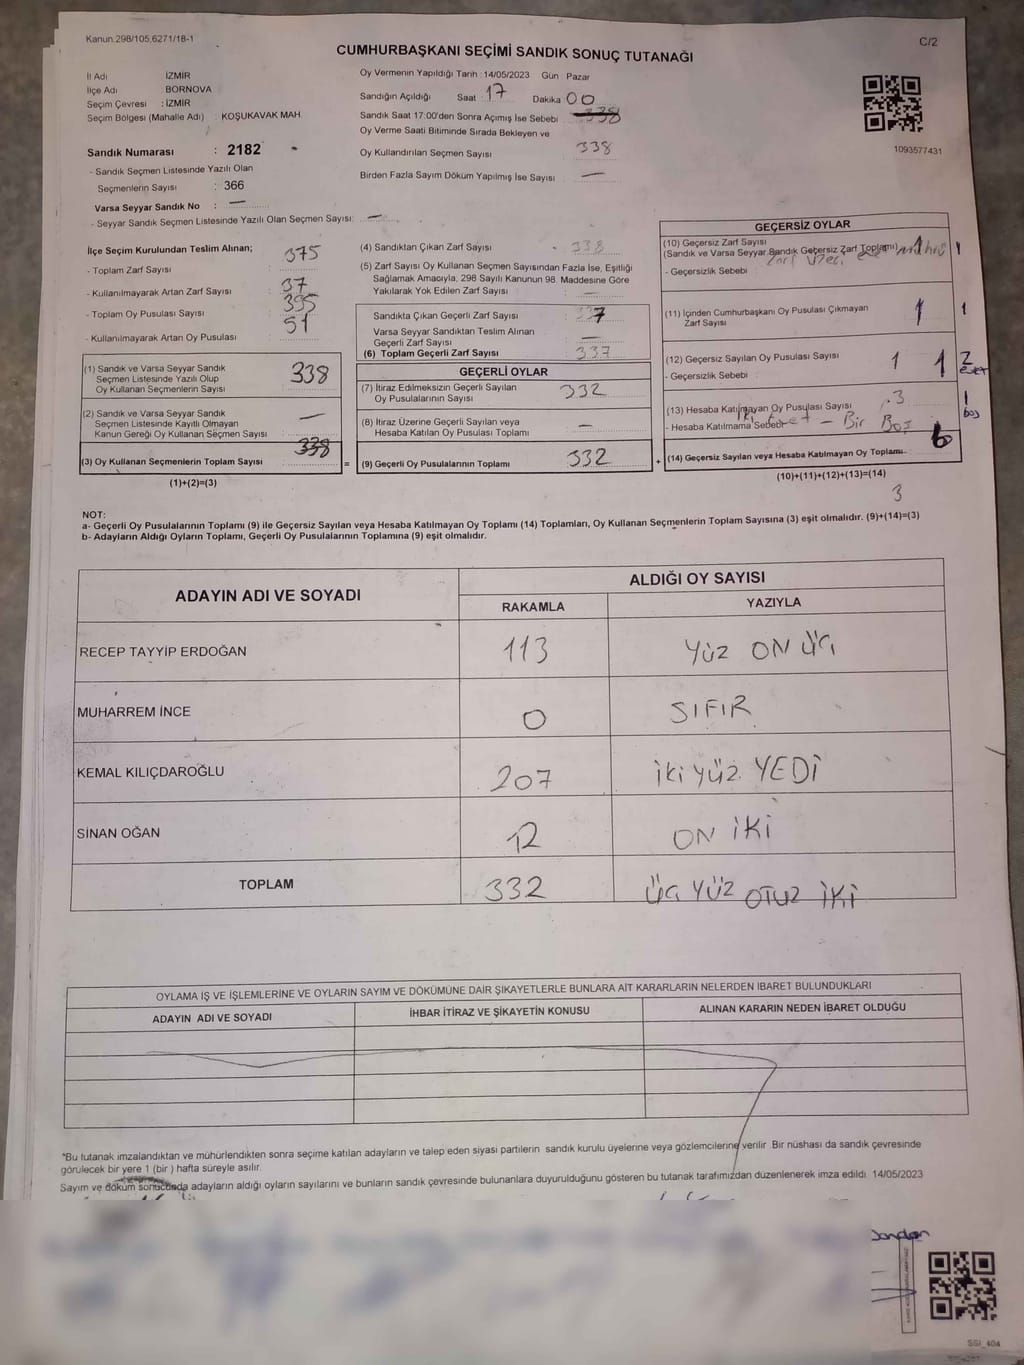 Kanun.298/105,6271/18-1
C/2
CUMHURBAŞKANI SEÇİMİ SANDIK SONUÇ TUTANAĞI
İl Adı İZMİR
İlçe Adı BORNOVA
Seçim Çevresi : İZMİR
Seçim Bölgesi (Mahalle Adı) : KOŞUKAVAK MAH.
Sandık Numarası : 2182
- Sandık Seçmen Listesinde Yazılı Olan
Seçmenlerin Sayısı : 366
Varsa Seyyar Sandık No : —
- Seyyar Sandık Seçmen Listesinde Yazılı Olan Seçmen Sayısı: —
Oy Vermenin Yapıldığı Tarih : 14/05/2023 Gün Pazar
Sandığın Açıldığı Saat : 17 Dakika 00
Sandık Saat 17:00'den Sonra Açımış İse Sebebi : 338
Oy Verme Saati Bitiminde Sırada Bekleyen ve
Oy Kullandırılan Seçmen Sayısı 338
Birden Fazla Sayım Döküm Yapılmış İse Sayısı : —
1093577431
İlçe Seçim Kurulundan Teslim Alınan;
- Toplam Zarf Sayısı : 375
- Kullanılmayarak Artan Zarf Sayısı : 37
- Toplam Oy Pusulası Sayısı : 395
- Kullanılmayarak Artan Oy Pusulası : 51
(1) Sandık ve Varsa Seyyar Sandık
Seçmen Listesinde Yazılı Olup
Oy Kullanan Seçmenlerin Sayısı 338
(2) Sandık ve Varsa Seyyar Sandık
Seçmen Listesinde Kayıtlı Olmayan
Kanun Gereği Oy Kullanan Seçmen Sayısı —
(3) Oy Kullanan Seçmenlerin Toplam Sayısı 338 =
(1)+(2)=(3)
(4) Sandıktan Çıkan Zarf Sayısı 338
(5) Zarf Sayısı Oy Kullanan Seçmen Sayısından Fazla İse, Eşitliği
Sağlamak Amacıyla, 298 Sayılı Kanunun 98. Maddesine Göre
Yakılarak Yok Edilen Zarf Sayısı : —
Sandıkta Çıkan Geçerli Zarf Sayısı : 337
Varsa Seyyar Sandıktan Teslim Alınan
Geçerli Zarf Sayısı : —
(6) Toplam Geçerli Zarf Sayısı 337
GEÇERLİ OYLAR
(7) İtiraz Edilmeksizin Geçerli Sayılan
Oy Pusulalarının Sayısı 332
(8) İtiraz Üzerine Geçerli Sayılan veya
Hesaba Katılan Oy Pusulası Toplamı —
(9) Geçerli Oy Pusulalarının Toplamı 332 +
GEÇERSİZ OYLAR
(10) Geçersiz Zarf Sayısı
(Sandık ve Varsa Seyyar Sandık Geçersiz Zarf Toplamı) 1 1
- Geçersizlik Sebebi : Zarf Üzeri
(11) İçinden Cumhurbaşkanı Oy Pusulası Çıkmayan
Zarf Sayısı 1 1
(12) Geçersiz Sayılan Oy Pusulası Sayısı 1 1 2
- Geçersizlik Sebebi : evet
(13) Hesaba Katılmayan Oy Pusulası Sayısı 3 1
- Hesaba Katılmama Sebebi iki evet – Bir Boş boş
(14) Geçersiz Sayılan veya Hesaba Katılmayan Oy Toplamı 6
(10)+(11)+(12)+(13)=(14)
3
NOT:
a- Geçerli Oy Pusulalarının Toplamı (9) ile Geçersiz Sayılan veya Hesaba Katılmayan Oy Toplamı (14) Toplamları, Oy Kullanan Seçmenlerin Toplam Sayısına (3) eşit olmalıdır. (9)+(14)=(3)
b- Adayların Aldığı Oyların Toplamı, Geçerli Oy Pusulalarının Toplamına (9) eşit olmalıdır.
ADAYIN ADI VE SOYADI
ALDIĞI OY SAYISI
RAKAMLA YAZIYLA
RECEP TAYYİP ERDOĞAN 113 YÜZ ON ÜÇ
MUHARREM İNCE 0 SIFIR
KEMAL KILIÇDAROĞLU 207 İKİ YÜZ YEDİ
SİNAN OĞAN 12 ON İKİ
TOPLAM 332 ÜÇ YÜZ OTUZ İKİ
OYLAMA İŞ VE İŞLEMLERİNE VE OYLARIN SAYIM VE DÖKÜMÜNE DAİR ŞİKAYETLERLE BUNLARA AİT KARARLARIN NELERDEN İBARET BULUNDUKLARI
ADAYIN ADI VE SOYADI İHBAR İTİRAZ VE ŞİKAYETİN KONUSU ALINAN KARARIN NEDEN İBARET OLDUĞU
*Bu tutanak imzalandıktan ve mühürlendikten sonra seçime katılan adayların ve talep eden siyasi partilerin sandık kurulu üyelerine veya gözlemcilerine verilir. Bir nüshası da sandık çevresinde
görülecek bir yere 1 (bir ) hafta süreyle asılır.
Sayım ve döküm sonucunda adayların aldığı oyların sayılarını ve bunların sandık çevresinde bulunanlara duyurulduğunu gösteren bu tutanak tarafımızdan düzenlenerek imza edildi. 14/05/2023
SSI_404